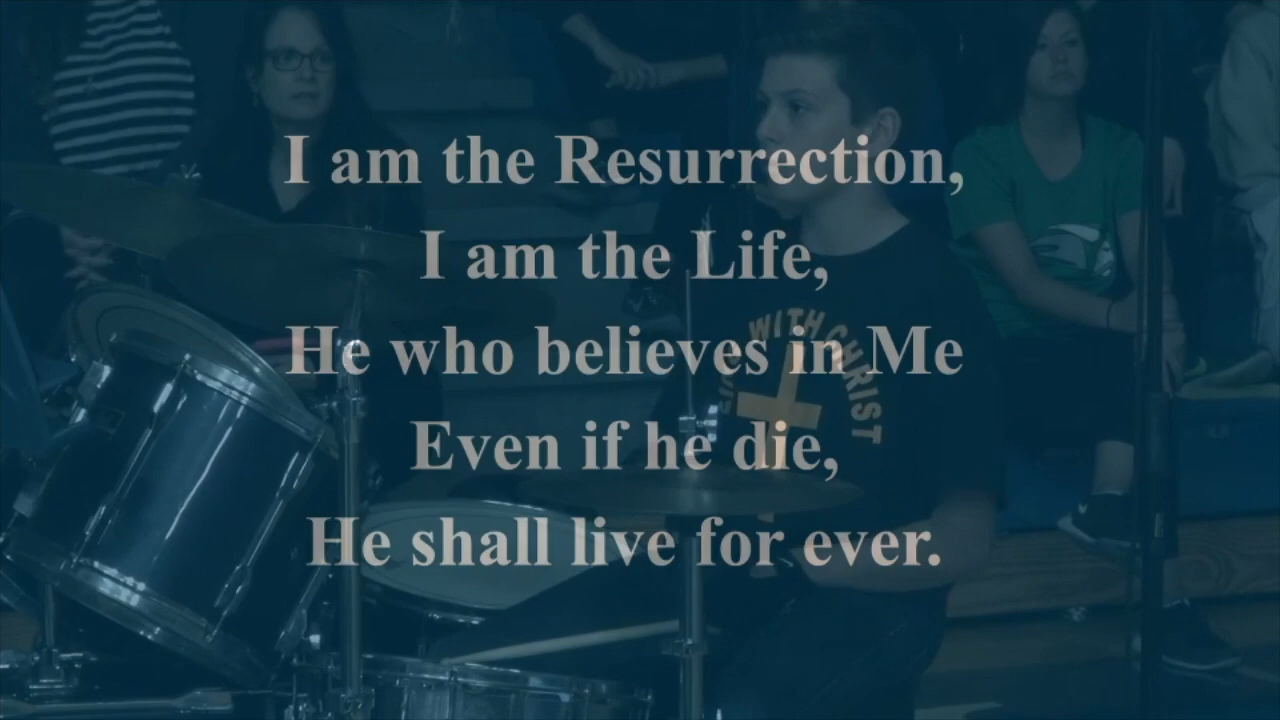 I am the Resurrection,
I am the Life,
He who believes in Me
Even if he die,
He shall live for ever.
WITH CHRIST